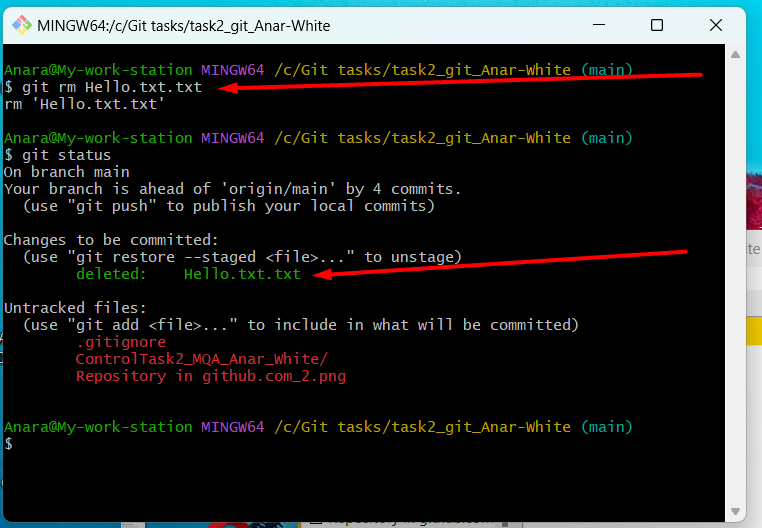 MINGW64:/c/Git tasks/task2_git_Anar-White
Anara@My-work-station MINGW64 /c/Git tasks/task2_git_Anar-White (main)
$ git rm Hello.txt.txt
rm 'Hello.txt.txt'
Anara@My-work-station MINGW64 /c/Git tasks/task2_git_Anar-White (main)
$ git status
On branch main
Your branch is ahead of 'origin/main' by 4 commits.
(use "git push" to publish your local commits)
Changes to be committed:
(use "git restore --staged <file>..." to unstage)
deleted: Hello.txt.txt
Untracked files:
(use "git add <file>..." to include in what will be committed)
.gitignore
ControlTask2_MQA_Anar_White/
Repository in github.com_2.png
Anara@My-work-station MINGW64 /c/Git tasks/task2_git_Anar-White (main)
$